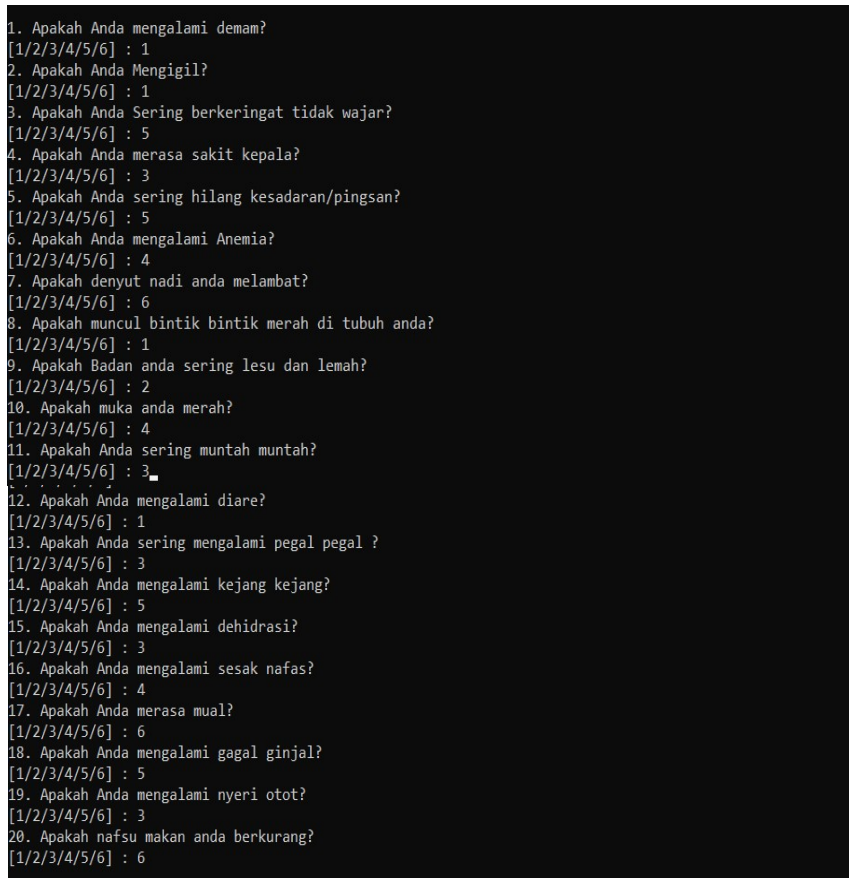 1. Apakah Anda mengalami demam?
[1/2/3/4/5/6] : 1
2. Apakah Anda Mengigil?
[1/2/3/4/5/6] : 1
3. Apakah Anda Sering berkeringat tidak wajar?
[1/2/3/4/5/6] : 5
4. Apakah Anda merasa sakit kepala?
[1/2/3/4/5/6] : 3
5. Apakah Anda sering hilang kesadaran/pingsan?
[1/2/3/4/5/6] : 5
6. Apakah Anda mengalami Anemia?
[1/2/3/4/5/6] : 4
7. Apakah denyut nadi anda melambat?
[1/2/3/4/5/6] : 6
8. Apakah muncul bintik bintik merah di tubuh anda?
[1/2/3/4/5/6] : 1
9. Apakah Badan anda sering lesu dan lemah?
[1/2/3/4/5/6] : 2
10. Apakah muka anda merah?
[1/2/3/4/5/6] : 4
11. Apakah Anda sering muntah muntah?
[1/2/3/4/5/6] : 3
12. Apakah Anda mengalami diare?
[1/2/3/4/5/6] : 1
13. Apakah Anda sering mengalami pegal pegal ?
[1/2/3/4/5/6] : 3
14. Apakah Anda mengalami kejang kejang?
[1/2/3/4/5/6] : 5
15. Apakah Anda mengalami dehidrasi?
[1/2/3/4/5/6] : 3
16. Apakah Anda mengalami sesak nafas?
[1/2/3/4/5/6] : 4
17. Apakah Anda merasa mual?
[1/2/3/4/5/6] : 6
18. Apakah Anda mengalami gagal ginjal?
[1/2/3/4/5/6] : 5
19. Apakah Anda mengalami nyeri otot?
[1/2/3/4/5/6] : 3
20. Apakah nafsu makan anda berkurang?
[1/2/3/4/5/6] : 6